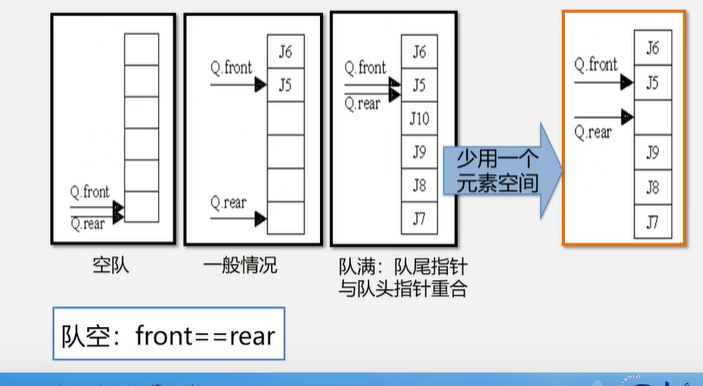 Q.front
Q.rear
空队
J6
Q.front
J5
Q.rear
一般情况
J6
Q.front
J5
Q.rear
J10
J9
J8
J7
队满：队尾指针
与队头指针重合
少用一个
元素空间
J6
Q.front
J5
Q.rear
J9
J8
J7
队空：front==rear